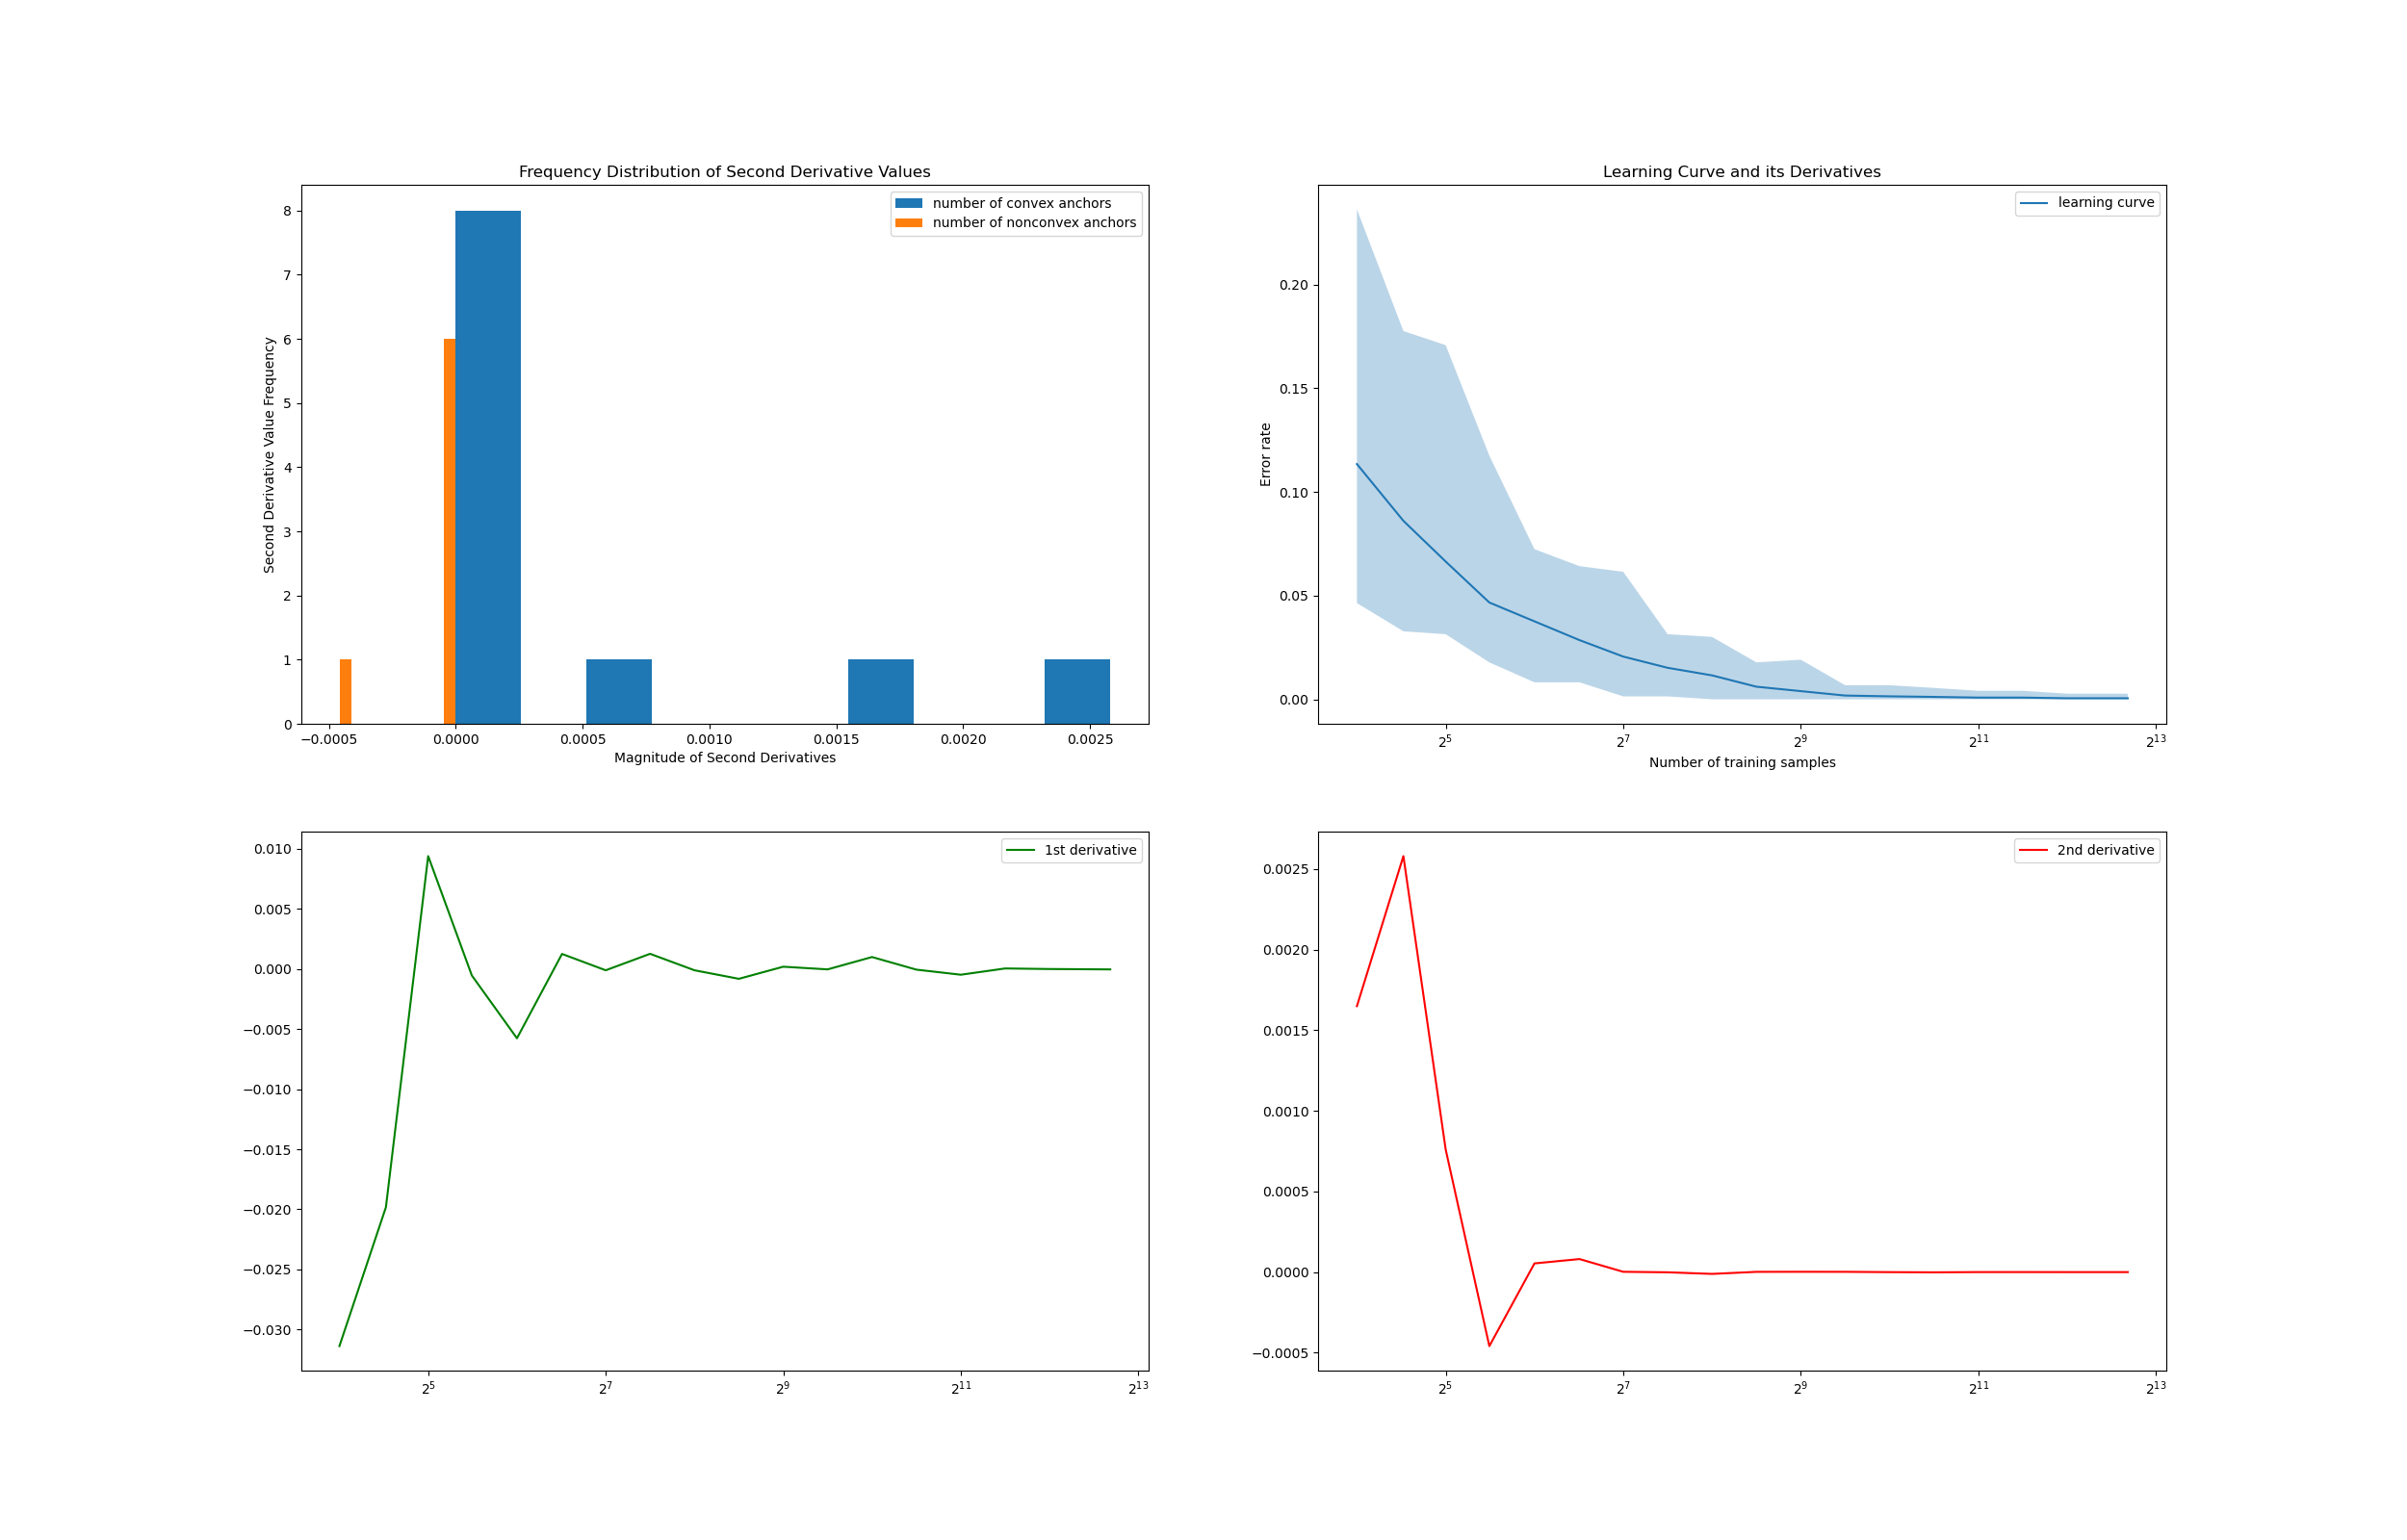 Frequency Distribution of Second Derivative Values
number of convex anchors
number of nonconvex anchors
8
7
6
5
4
3
2
1
0
Second Derivative Value Frequency
−0.0005 0.0000 0.0005 0.0010 0.0015 0.0020 0.0025
Magnitude of Second Derivatives
Learning Curve and its Derivatives
learning curve
0.20
0.15
0.10
0.05
0.00
Error rate
2^5 2^7 2^9 2^11 2^13
Number of training samples
1st derivative
0.010
0.005
0.000
−0.005
−0.010
−0.015
−0.020
−0.025
−0.030
2^5 2^7 2^9 2^11 2^13
2nd derivative
0.0025
0.0020
0.0015
0.0010
0.0005
0.0000
−0.0005
2^5 2^7 2^9 2^11 2^13